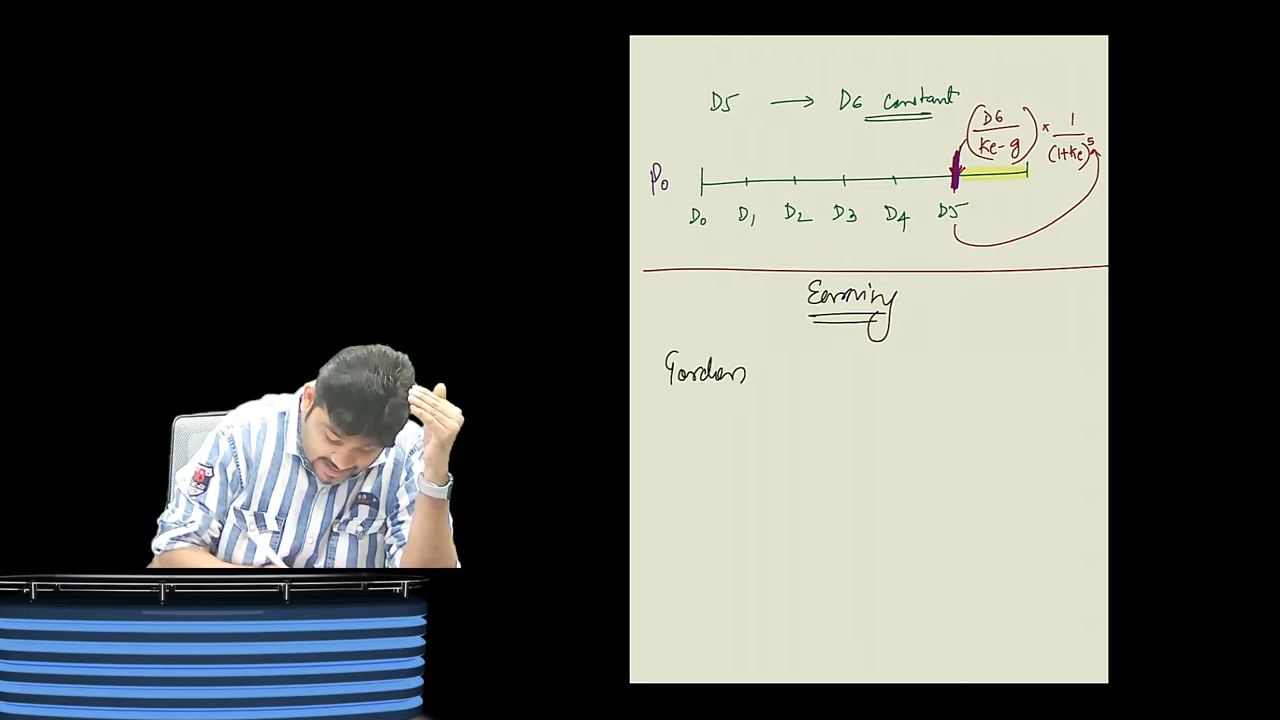 D5 → D6 constant
(D6 / Ke-g) × 1 / (1+Ke)^5
P0
D0 D1 D2 D3 D4 D5
Earning
Gordon